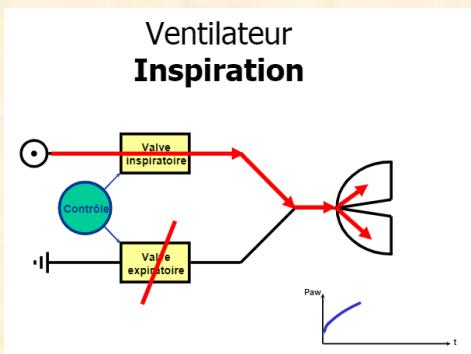 Ventilateur
Inspiration
Valve
inspiratoire
Contrôle
Valve
expiratoire
Paw
t